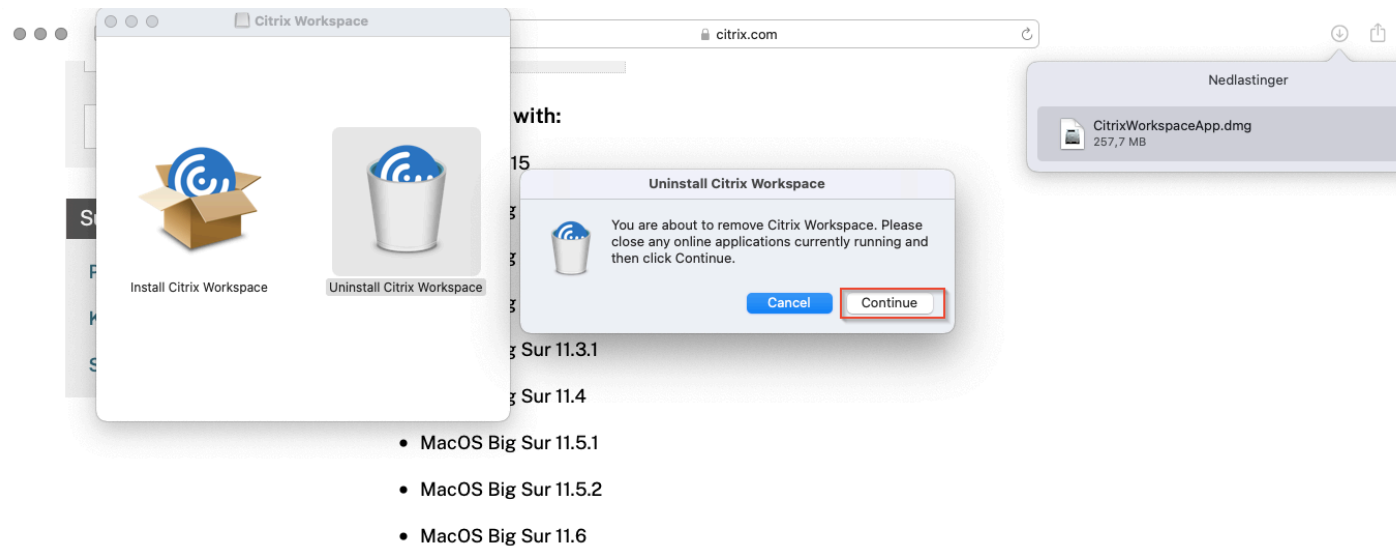 Citrix Workspace
citrix.com
Nedlastinger
CitrixWorkspaceApp.dmg
257,7 MB
with:
15
Uninstall Citrix Workspace
You are about to remove Citrix Workspace. Please
close any online applications currently running and
then click Continue.
Cancel
Continue
Install Citrix Workspace
Uninstall Citrix Workspace
g Sur 11.3.1
g Sur 11.4
• MacOS Big Sur 11.5.1
• MacOS Big Sur 11.5.2
• MacOS Big Sur 11.6